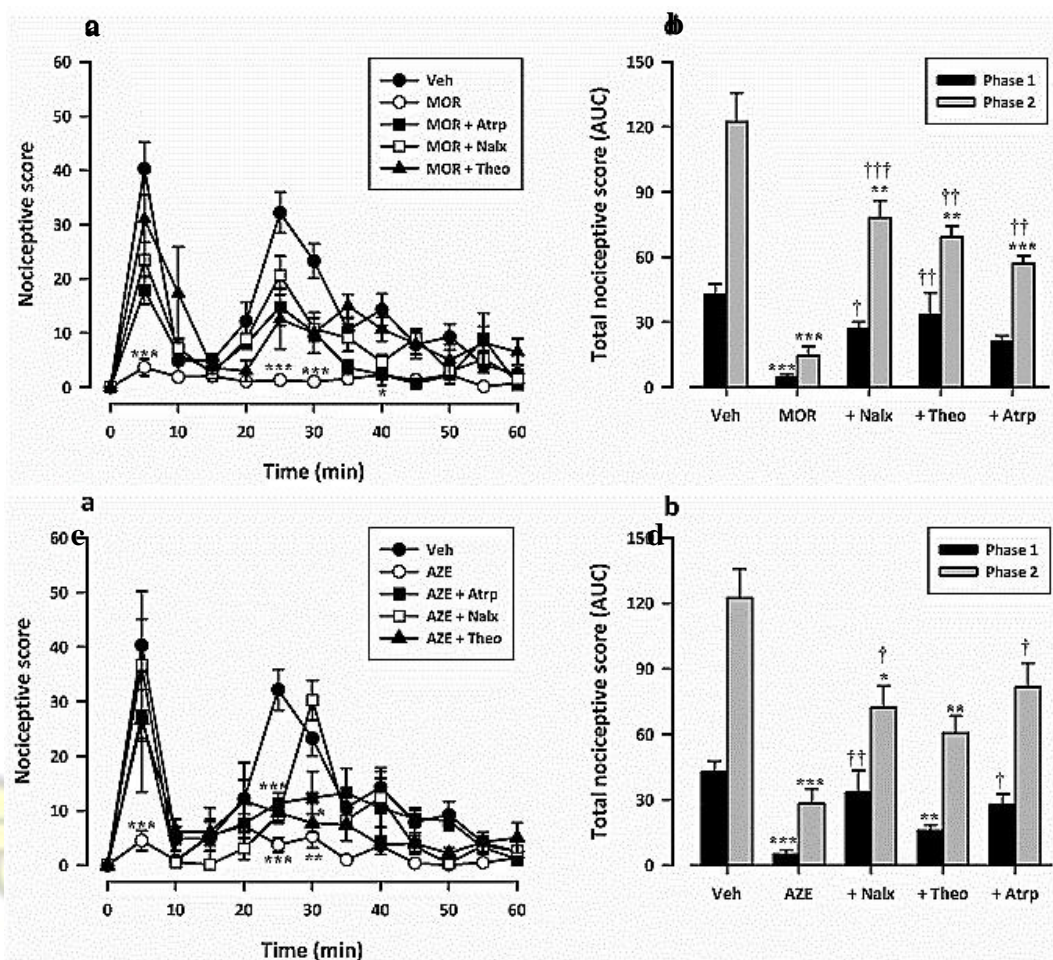 a
60
50
40
30
20
10
0
Nociceptive score
Veh
MOR
MOR + Atrp
MOR + Nalx
MOR + Theo
***
***
***
*
0 10 20 30 40 50 60
Time (min)
b
150
120
90
60
30
0
Total nociceptive score (AUC)
Phase 1
Phase 2
*** ***
† ††† **
†† †† **
†† ***
Veh MOR + Nalx + Theo + Atrp
a
c
60
50
40
30
20
10
0
Nociceptive score
Veh
AZE
AZE + Atrp
AZE + Nalx
AZE + Theo
***
***
*
***
**
0 10 20 30 40 50 60
Time (min)
b
d
150
120
90
60
30
0
Total nociceptive score (AUC)
Phase 1
Phase 2
*** ***
†† † *
** **
† †
Veh AZE + Nalx + Theo + Atrp